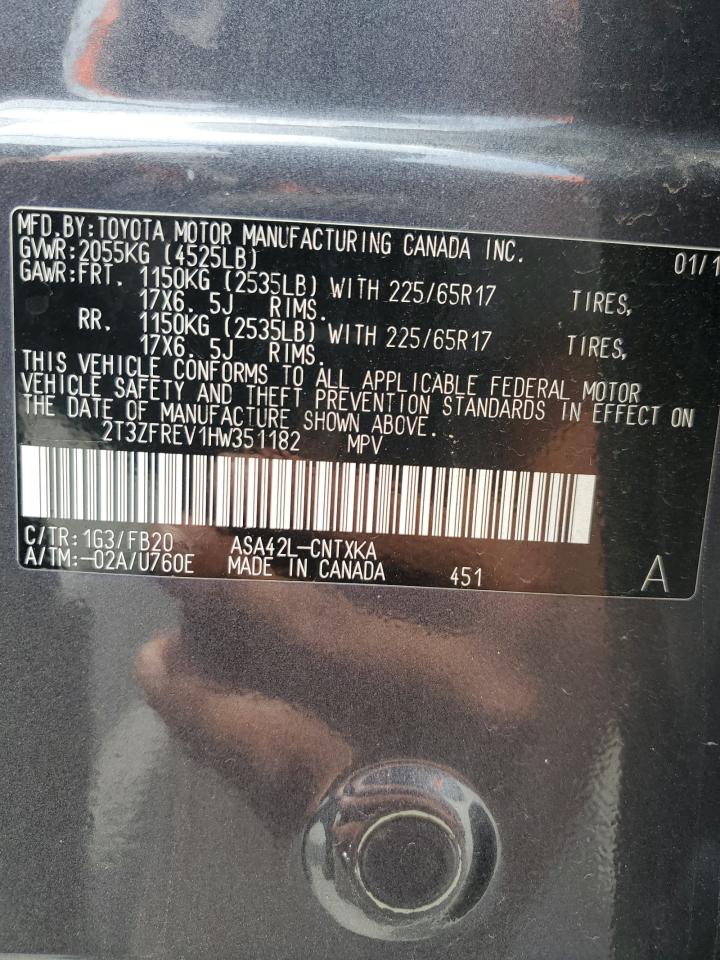 MFD.BY:TOYOTA MOTOR MANUFACTURING CANADA INC. 01/1
GVWR:2055KG (4525LB)
GAWR:FRT. 1150KG (2535LB) WITH 225/65R17 TIRES,
17X6. 5J RIMS.
RR. 1150KG (2535LB) WITH 225/65R17 TIRES,
17X6. 5J RIMS.
THIS VEHICLE CONFORMS TO ALL APPLICABLE FEDERAL MOTOR
VEHICLE SAFETY AND THEFT PREVENTION STANDARDS IN EFFECT ON
THE DATE OF MANUFACTURE SHOWN ABOVE.
2T3ZFREV1HW351182 MPV
C/TR:1G3/FB20 ASA42L-CNTXKA
A/TM:-02A/U760E MADE IN CANADA 451 A